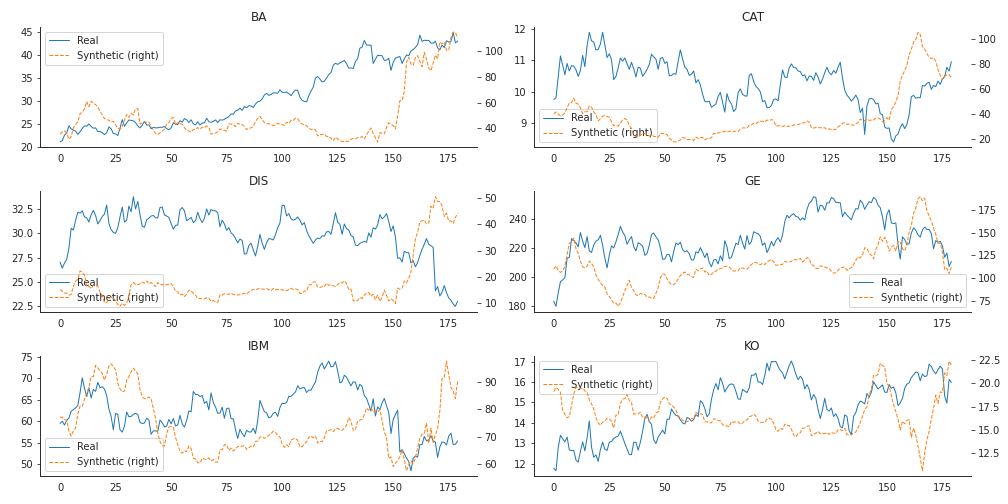 BA
45
40
35
30
25
20
100
80
60
40
Real
Synthetic (right)
0 25 50 75 100 125 150 175
CAT
12
11
10
9
100
80
60
40
20
Real
Synthetic (right)
0 25 50 75 100 125 150 175
DIS
32.5
30.0
27.5
25.0
22.5
50
40
30
20
10
Real
Synthetic (right)
0 25 50 75 100 125 150 175
GE
240
220
200
180
175
150
125
100
75
Real
Synthetic (right)
0 25 50 75 100 125 150 175
IBM
75
70
65
60
55
50
90
80
70
60
Real
Synthetic (right)
0 25 50 75 100 125 150 175
KO
17
16
15
14
13
12
22.5
20.0
17.5
15.0
12.5
Real
Synthetic (right)
0 25 50 75 100 125 150 175